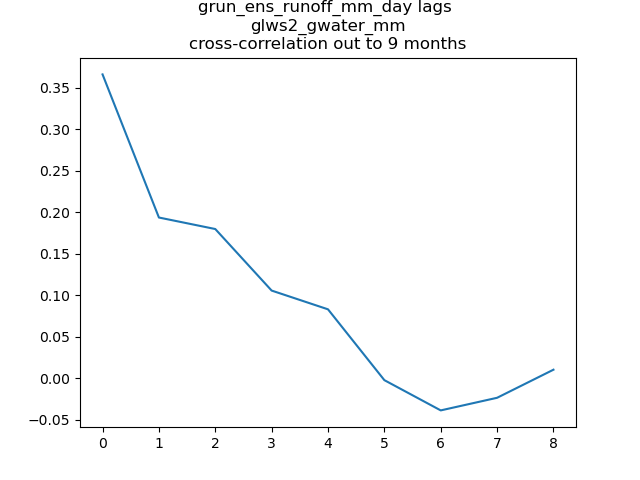 grun_ens_runoff_mm_day lags
glws2_gwater_mm
cross-correlation out to 9 months
0.35
0.30
0.25
0.20
0.15
0.10
0.05
0.00
−0.05
0 1 2 3 4 5 6 7 8